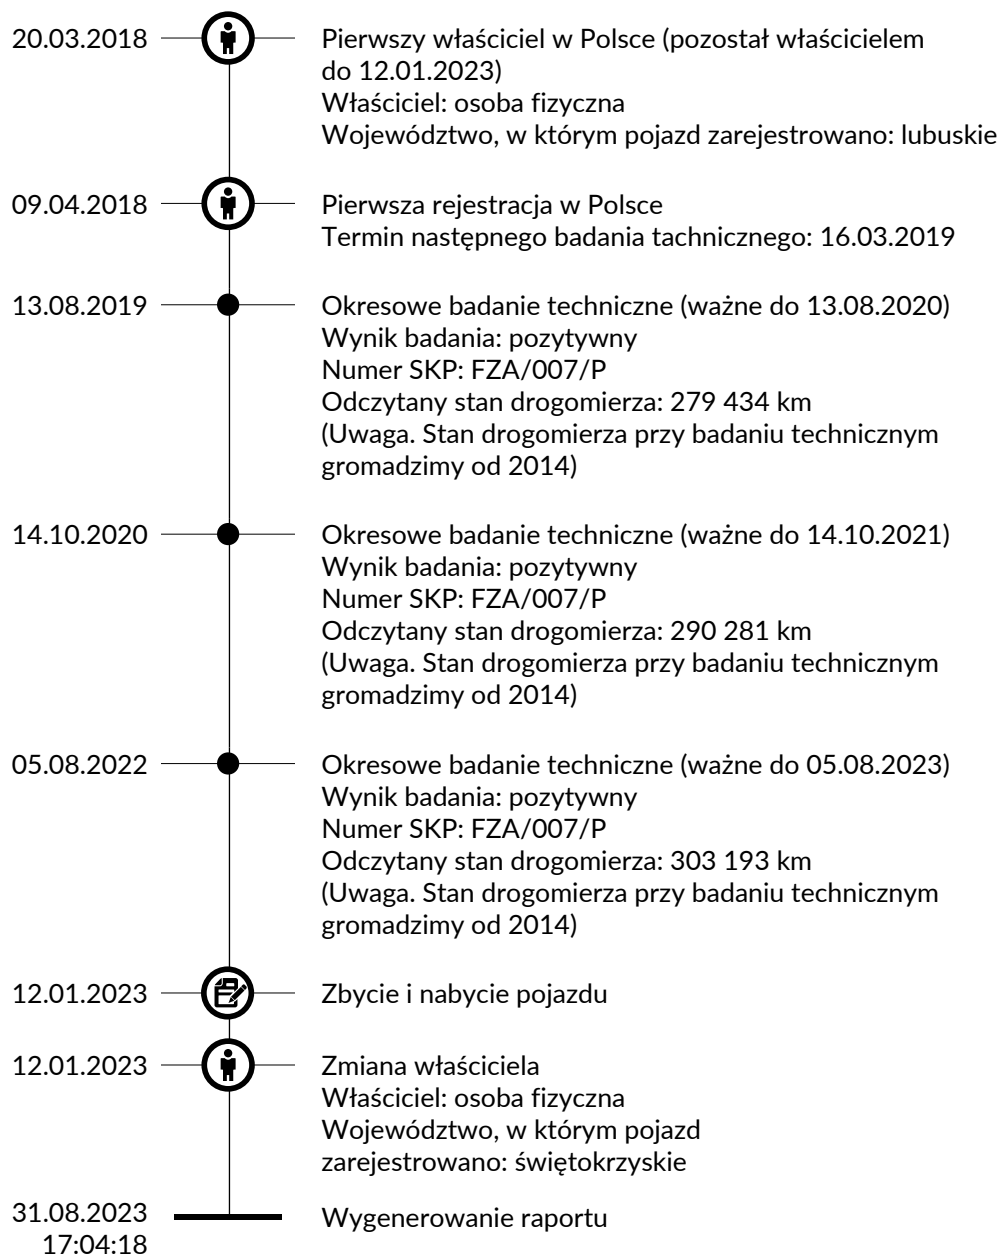 20.03.2018
Pierwszy właściciel w Polsce (pozostał właścicielem
do 12.01.2023)
Właściciel: osoba fizyczna
Województwo, w którym pojazd zarejestrowano: lubuskie
09.04.2018
Pierwsza rejestracja w Polsce
Termin następnego badania tachnicznego: 16.03.2019
13.08.2019
Okresowe badanie techniczne (ważne do 13.08.2020)
Wynik badania: pozytywny
Numer SKP: FZA/007/P
Odczytany stan drogomierza: 279 434 km
(Uwaga. Stan drogomierza przy badaniu technicznym
gromadzimy od 2014)
14.10.2020
Okresowe badanie techniczne (ważne do 14.10.2021)
Wynik badania: pozytywny
Numer SKP: FZA/007/P
Odczytany stan drogomierza: 290 281 km
(Uwaga. Stan drogomierza przy badaniu technicznym
gromadzimy od 2014)
05.08.2022
Okresowe badanie techniczne (ważne do 05.08.2023)
Wynik badania: pozytywny
Numer SKP: FZA/007/P
Odczytany stan drogomierza: 303 193 km
(Uwaga. Stan drogomierza przy badaniu technicznym
gromadzimy od 2014)
12.01.2023
Zbycie i nabycie pojazdu
12.01.2023
Zmiana właściciela
Właściciel: osoba fizyczna
Województwo, w którym pojazd
zarejestrowano: świętokrzyskie
31.08.2023
17:04:18
Wygenerowanie raportu